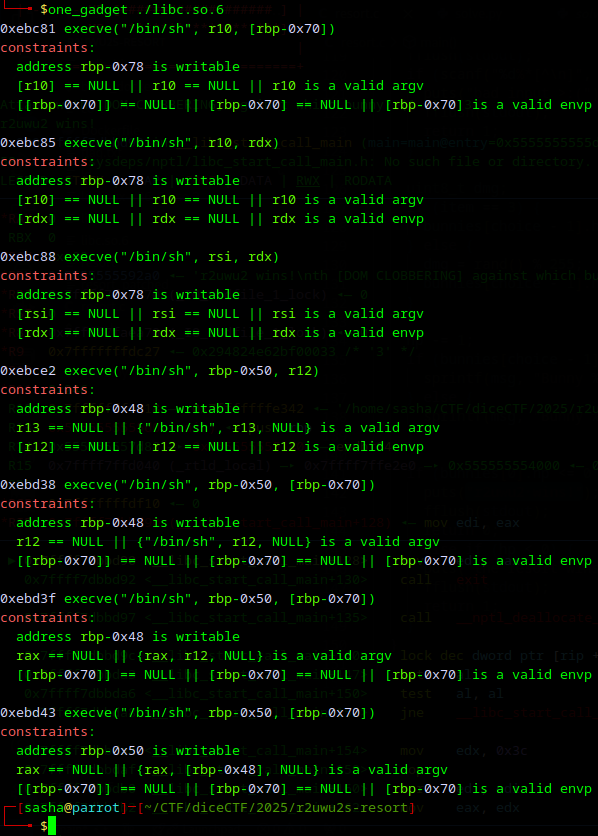 └──╼ $one_gadget ./libc.so.6
0xebc81 execve("/bin/sh", r10, [rbp-0x70])
constraints:
  address rbp-0x78 is writable
  [r10] == NULL || r10 == NULL || r10 is a valid argv
  [[rbp-0x70]] == NULL || [rbp-0x70] == NULL || [rbp-0x70] is a valid envp

0xebc85 execve("/bin/sh", r10, rdx)
constraints:
  address rbp-0x78 is writable
  [r10] == NULL || r10 == NULL || r10 is a valid argv
  [rdx] == NULL || rdx == NULL || rdx is a valid envp

0xebc88 execve("/bin/sh", rsi, rdx)
constraints:
  address rbp-0x78 is writable
  [rsi] == NULL || rsi == NULL || rsi is a valid argv
  [rdx] == NULL || rdx == NULL || rdx is a valid envp

0xebce2 execve("/bin/sh", rbp-0x50, r12)
constraints:
  address rbp-0x48 is writable
  r13 == NULL || {"/bin/sh", r13, NULL} is a valid argv
  [r12] == NULL || r12 == NULL || r12 is a valid envp

0xebd38 execve("/bin/sh", rbp-0x50, [rbp-0x70])
constraints:
  address rbp-0x48 is writable
  r12 == NULL || {"/bin/sh", r12, NULL} is a valid argv
  [[rbp-0x70]] == NULL || [rbp-0x70] == NULL || [rbp-0x70] is a valid envp

0xebd3f execve("/bin/sh", rbp-0x50, [rbp-0x70])
constraints:
  address rbp-0x48 is writable
  rax == NULL || {rax, r12, NULL} is a valid argv
  [[rbp-0x70]] == NULL || [rbp-0x70] == NULL || [rbp-0x70] is a valid envp

0xebd43 execve("/bin/sh", rbp-0x50, [rbp-0x70])
constraints:
  address rbp-0x50 is writable
  rax == NULL || {rax, [rbp-0x48], NULL} is a valid argv
  [[rbp-0x70]] == NULL || [rbp-0x70] == NULL || [rbp-0x70] is a valid envp
┌─[sasha@parrot]─[~/CTF/diceCTF/2025/r2uwu2s-resort]
└──╼ $